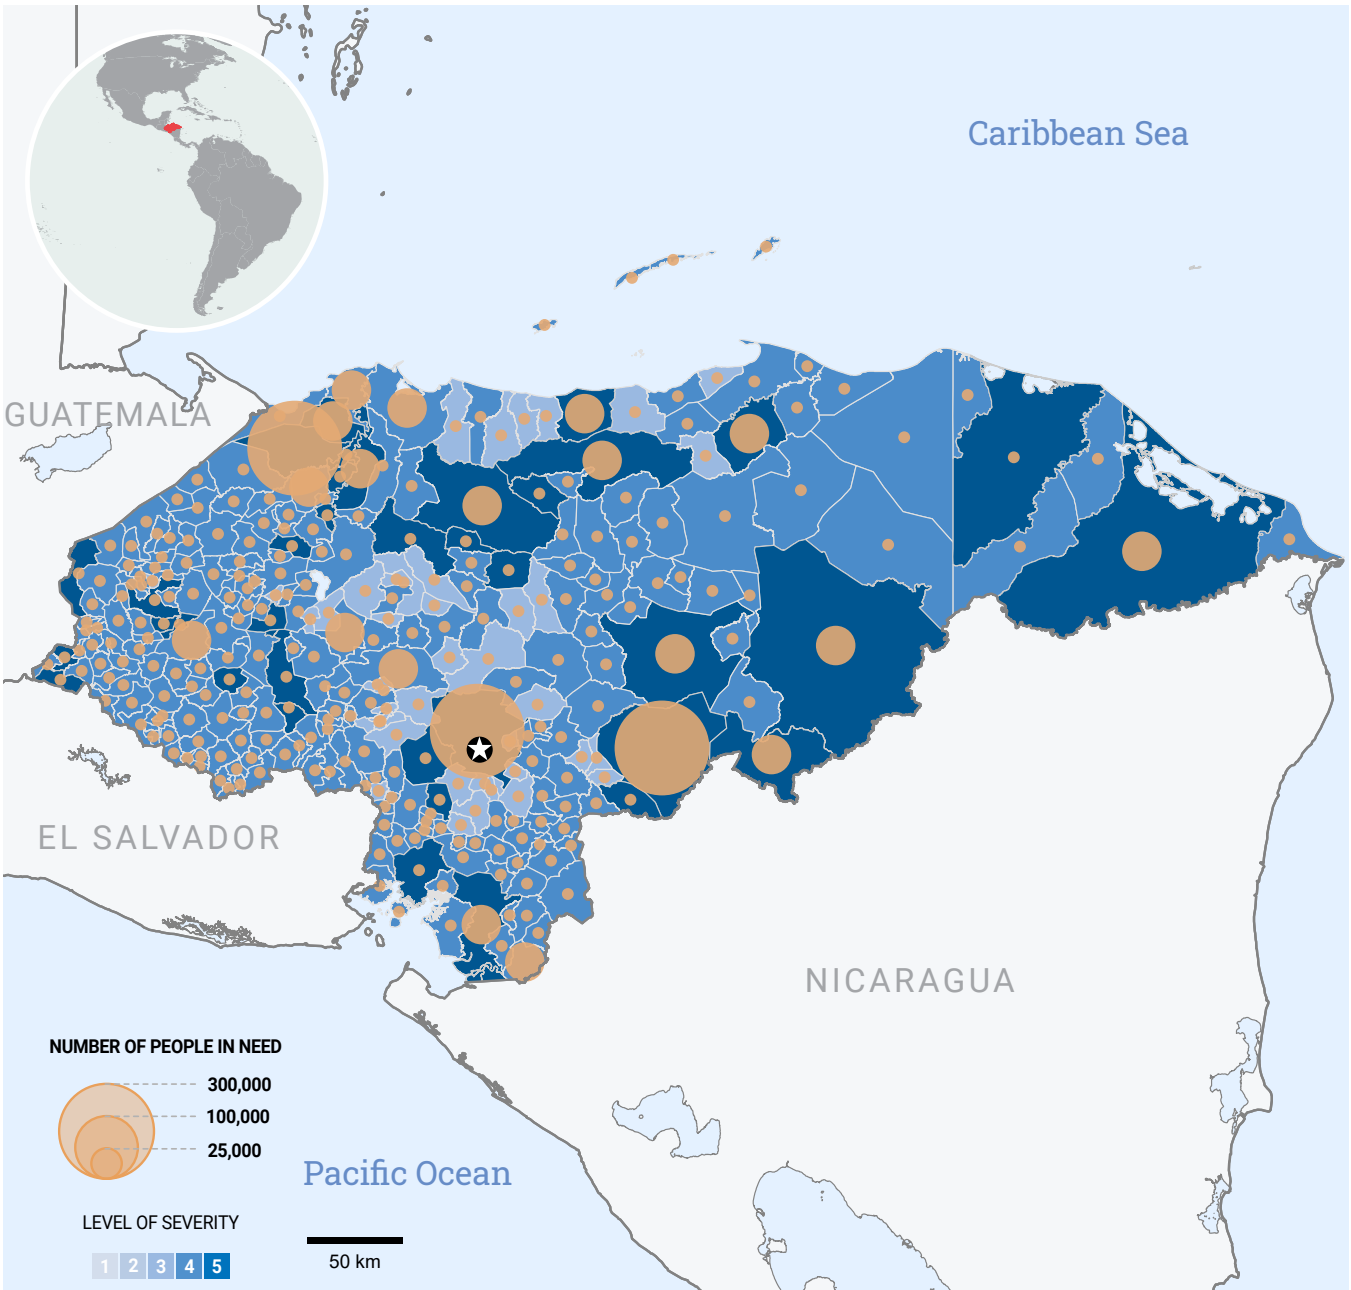 Caribbean Sea
GUATEMALA
EL SALVADOR
NICARAGUA
NUMBER OF PEOPLE IN NEED
300,000
100,000
25,000
Pacific Ocean
LEVEL OF SEVERITY
1 2 3 4 5
50 km